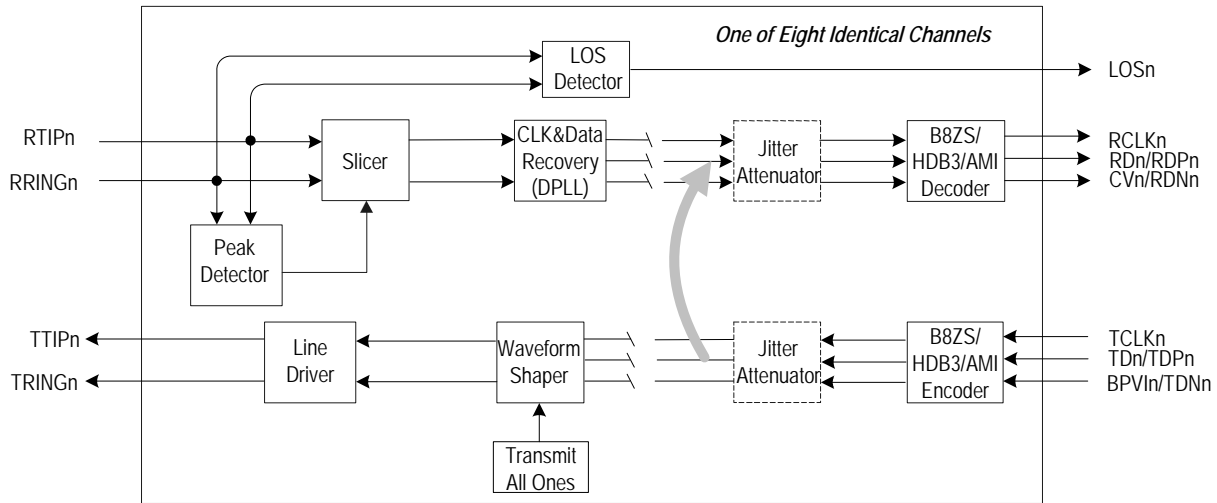 One of Eight Identical Channels
LOS
Detector
LOSn
RTIPn
RRINGn
Slicer
CLK&Data
Recovery
(DPLL)
Jitter
Attenuator
B8ZS/
HDB3/AMI
Decoder
RCLKn
RDn/RDPn
CVn/RDNn
Peak
Detector
TTIPn
TRINGn
Line
Driver
Waveform
Shaper
Jitter
Attenuator
B8ZS/
HDB3/AMI
Encoder
TCLKn
TDn/TDPn
BPVIn/TDNn
Transmit
All Ones